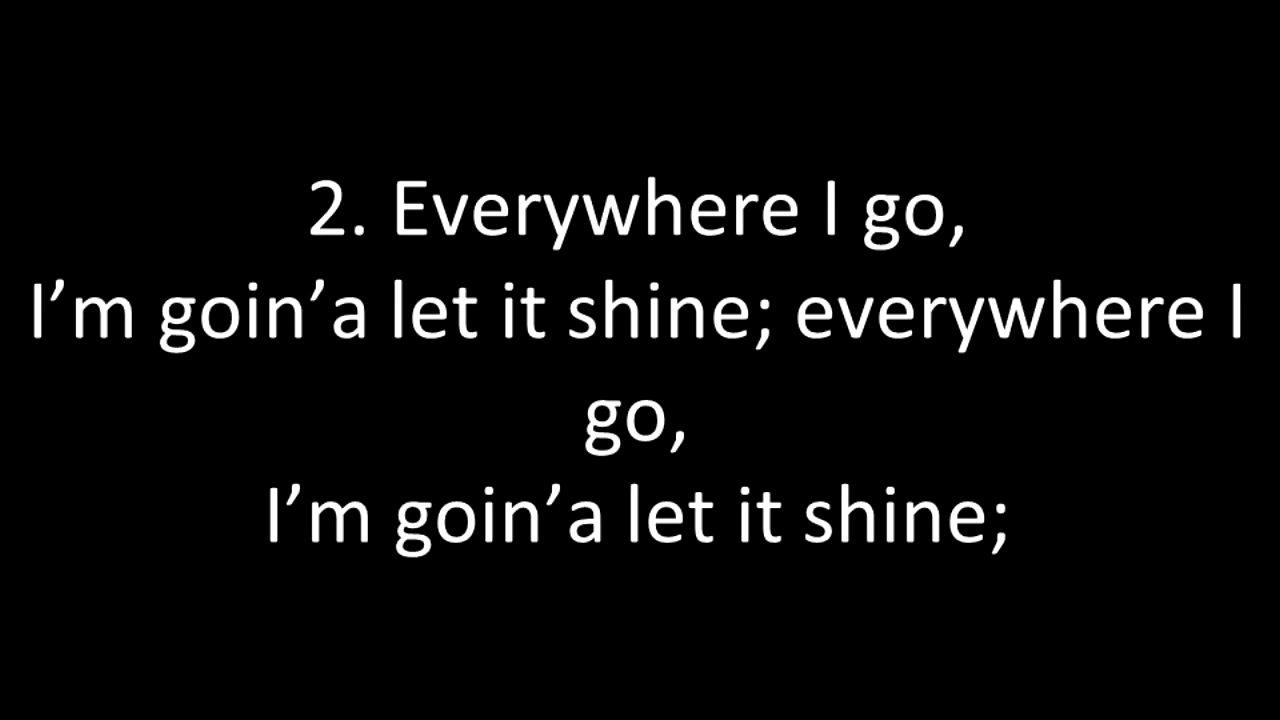 2. Everywhere I go,
I’m goin’a let it shine; everywhere I
go,
I’m goin’a let it shine;